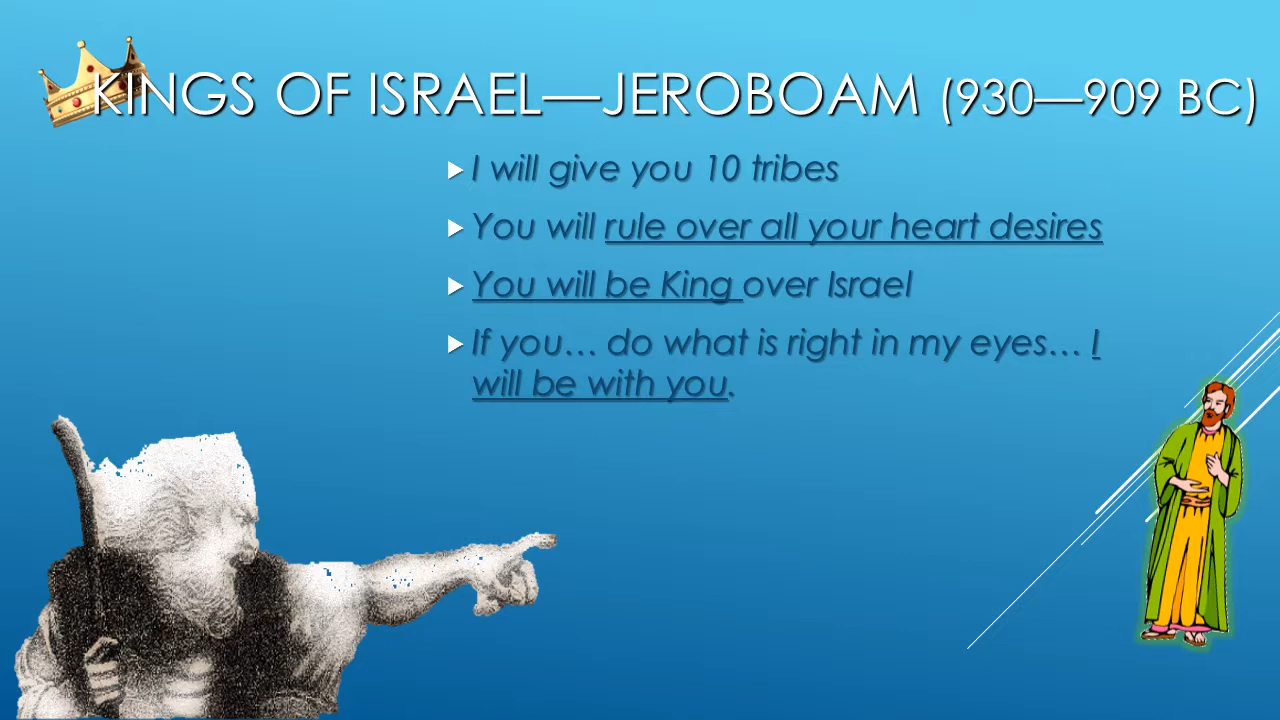 KINGS OF ISRAEL—JEROBOAM (930—909 BC)
I will give you 10 tribes
You will rule over all your heart desires
You will be King over Israel
If you… do what is right in my eyes… I
will be with you.